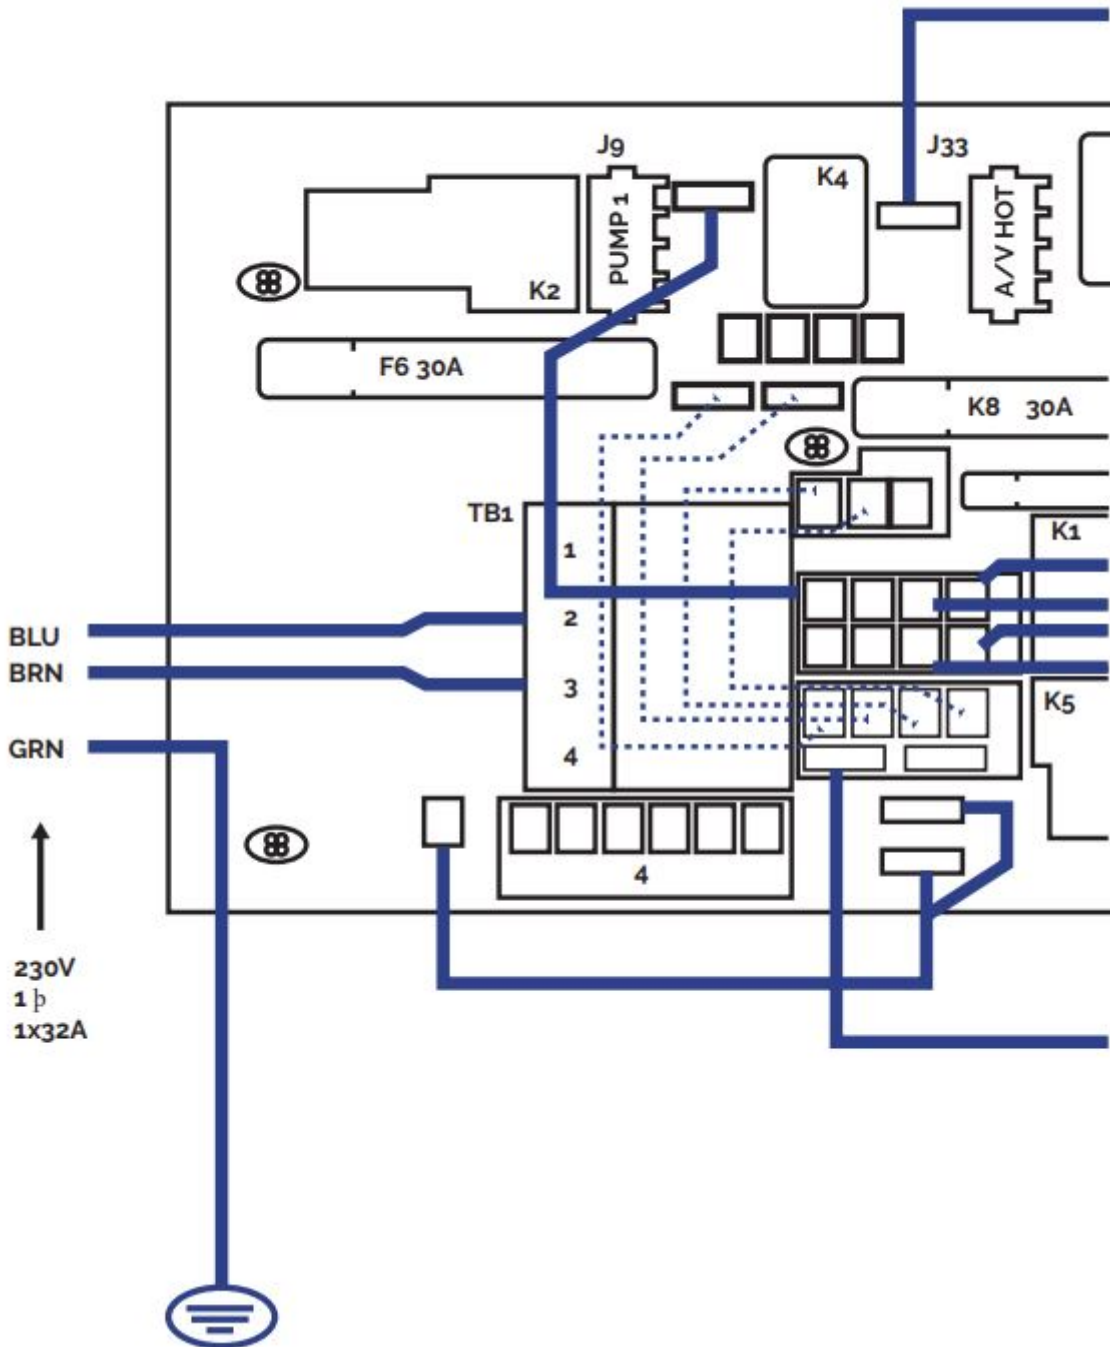 J9
J33
K4
PUMP 1
A/V HOT
K2
F6 30A
K8 30A
TB1
1
K1
2
BLU
BRN
3
K5
GRN
4
4
230V
1 þ
1x32A